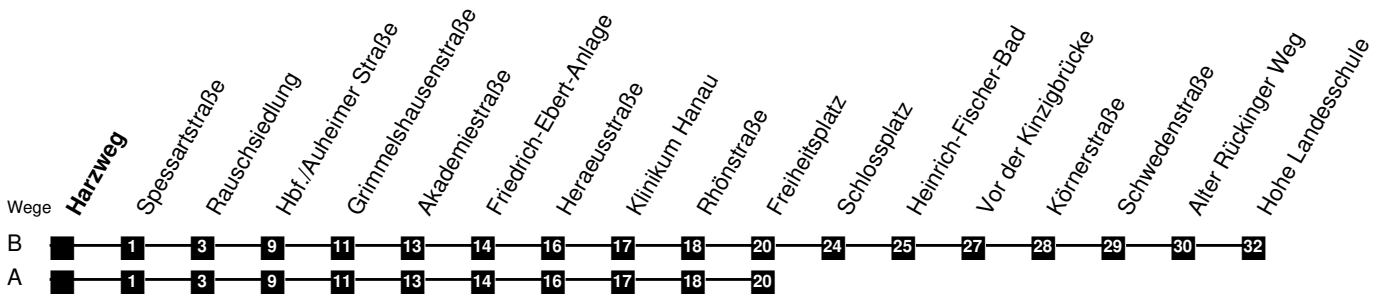 Harzweg
Spessartstraße
Rauschsiedlung
Hbf./Auheimer Straße
Grimmelshausenstraße
Akademiestraße
Friedrich-Ebert-Anlage
Heraeusstraße
Klinikum Hanau
Rhönstraße
Freiheitsplatz
Schlossplatz
Heinrich-Fischer-Bad
Vor der Kinzigbrücke
Körnerstraße
Schwedenstraße
Alter Rückinger Weg
Hohe Landesschule
Wege
B 1 3 9 11 13 14 16 17 18 20 24 25 27 28 29 30 32
A 1 3 9 11 13 14 16 17 18 20